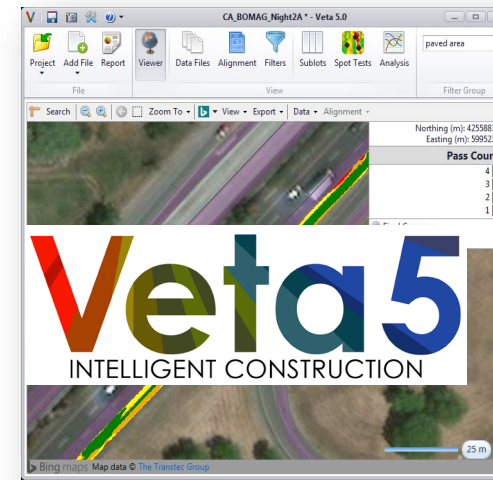 CA_BOMAG_Night2A * - Veta 5.0
Project Add File Report Viewer Data Files Alignment Filters Sublots Spot Tests Analysis paved area
File View Filter Group
Search Zoom To View Export Data Alignment
Northing (m): 425588
Easting (m): 59952
Pass Coun
4
3
2
1
Veta5
INTELLIGENT CONSTRUCTION
25 m
Bing maps Map data © The Transtec Group